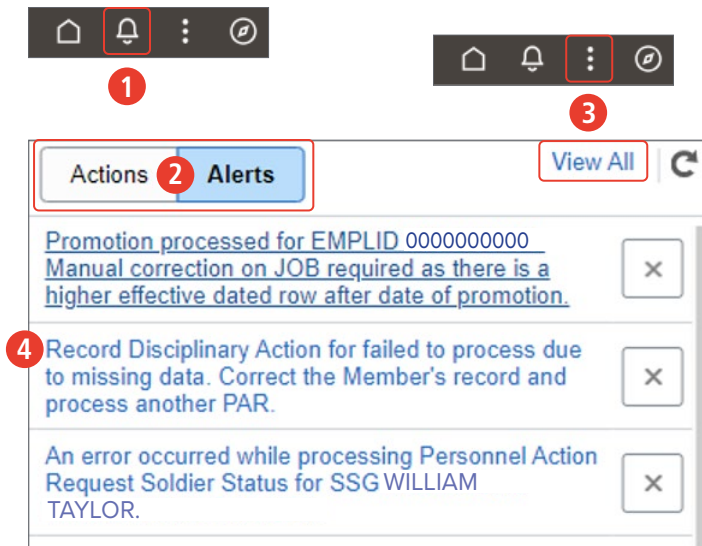 1
3
Actions 2 Alerts
View All
Promotion processed for EMPLID 0000000000
Manual correction on JOB required as there is a
higher effective dated row after date of promotion.
4
Record Disciplinary Action for failed to process due
to missing data. Correct the Member's record and
process another PAR.
An error occurred while processing Personnel Action
Request Soldier Status for SSG WILLIAM
TAYLOR.